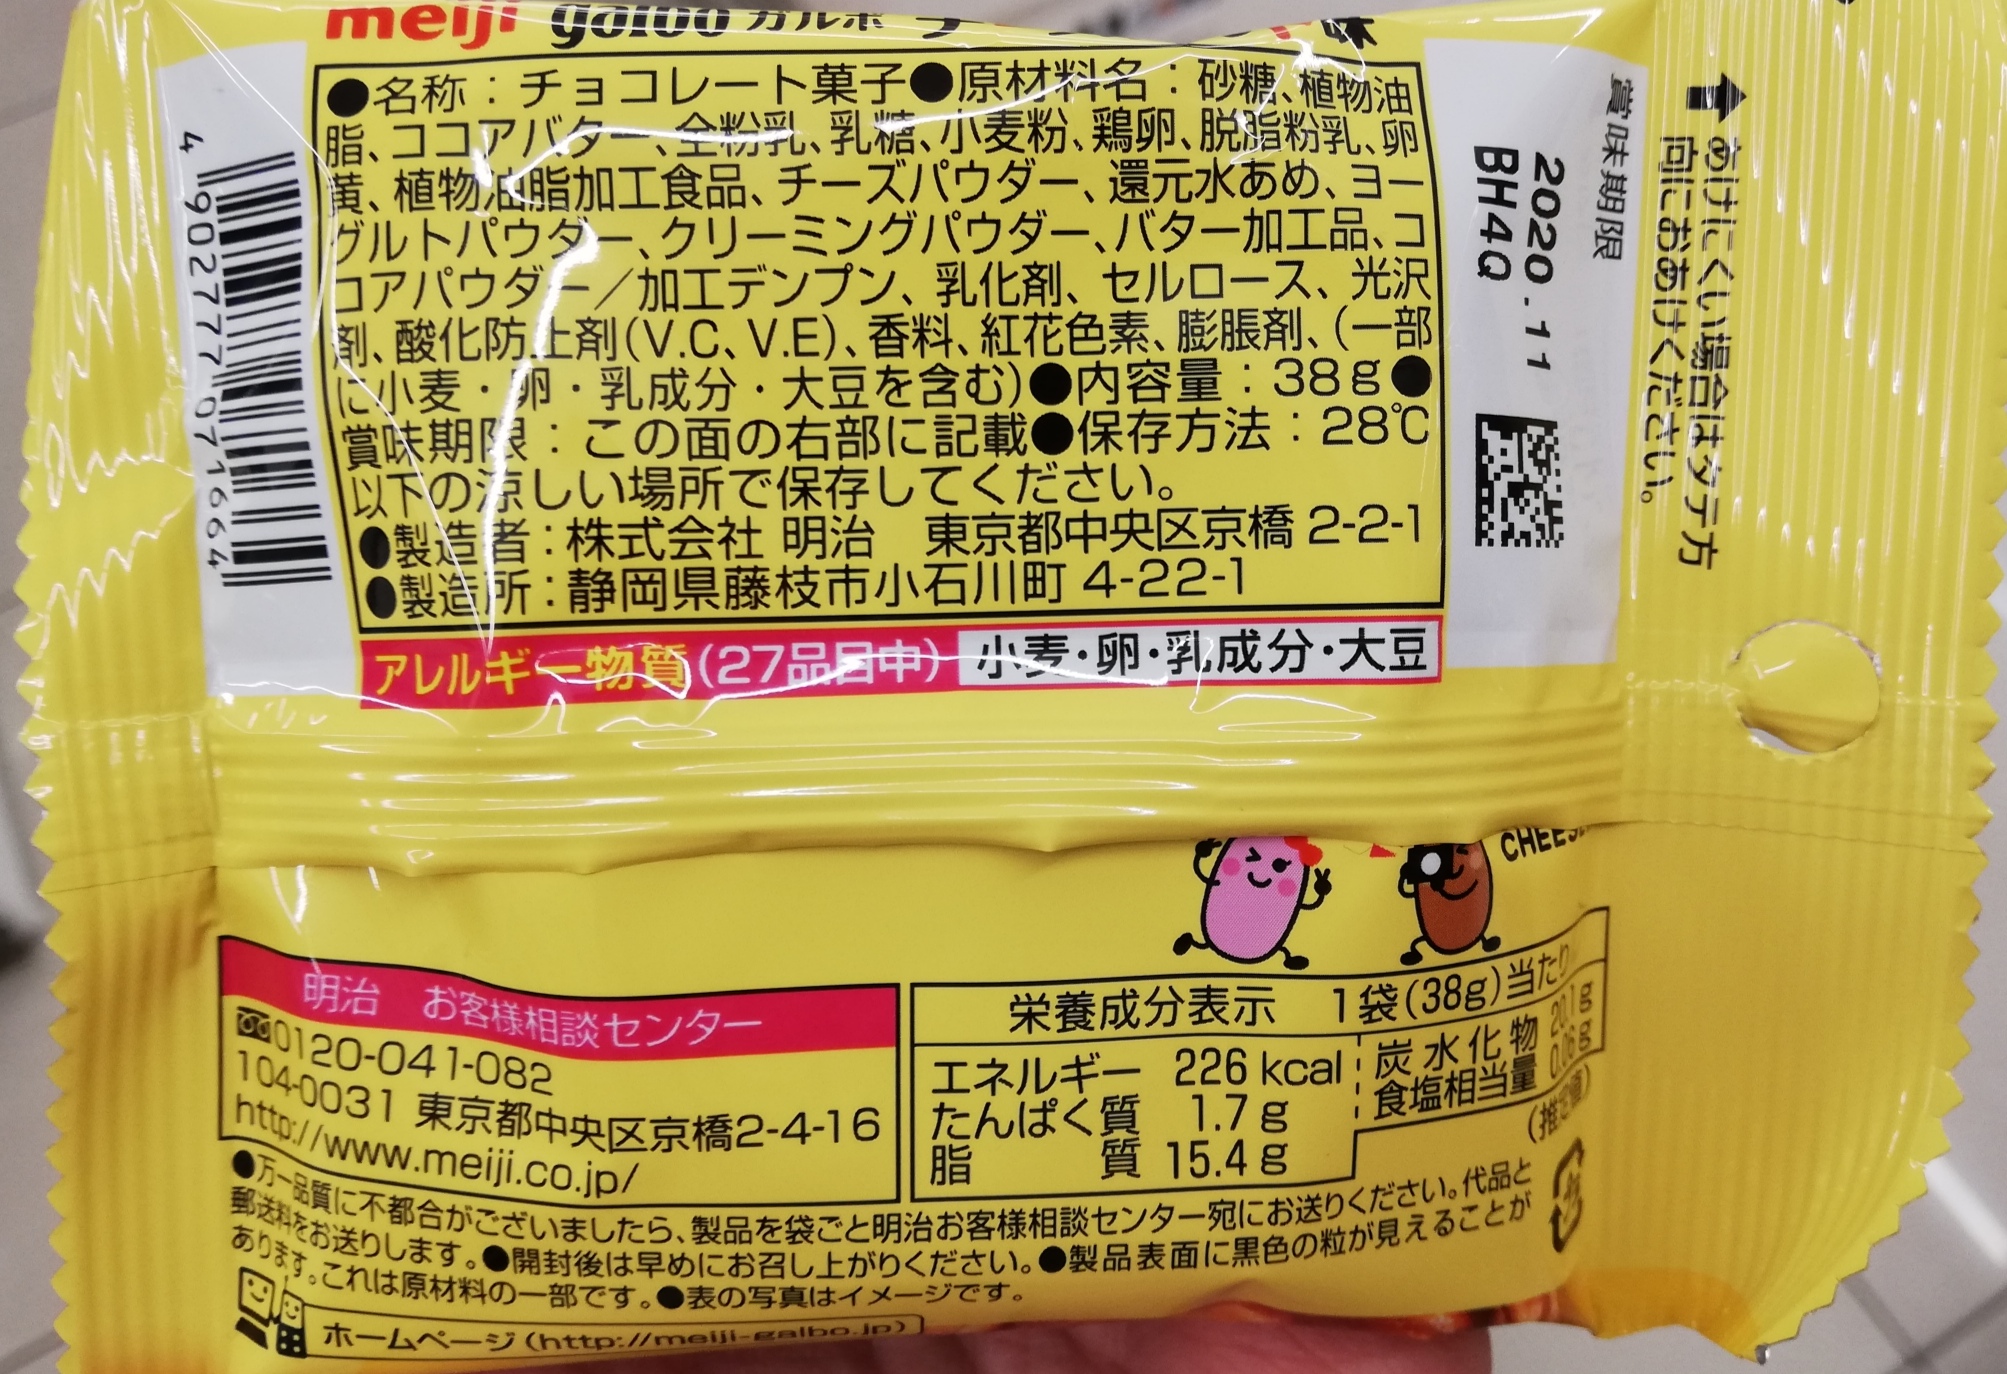 meiji galbo ガルボ チ 味
●名称：チョコレート菓子●原材料名：砂糖、植物油
脂、ココアバター、全粉乳、乳糖、小麦粉、鶏卵、脱脂粉乳、卵
黄、植物油脂加工食品、チーズパウダー、還元水あめ、ヨー
グルトパウダー、クリーミングパウダー、バター加工品、コ
コアパウダー／加工デンプン、乳化剤、セルロース、光沢
剤、酸化防止剤(V.C、V.E)、香料、紅花色素、膨脹剤、(一部
に小麦・卵・乳成分・大豆を含む)●内容量：38g●
賞味期限：この面の右部に記載●保存方法：28℃
以下の涼しい場所で保存してください。
●製造者：株式会社 明治　東京都中央区京橋 2-2-1
●製造所：静岡県藤枝市小石川町 4-22-1
アレルギー物質(27品目中) 小麦・卵・乳成分・大豆
4 902777 071664
賞味期限
2020.11
BH4Q
あけにくい場合はタテ方
向におあけください。
CHEES
明治　お客様相談センター
0120-041-082
104-0031 東京都中央区京橋2-4-16
http://www.meiji.co.jp/
栄養成分表示　1袋(38g)当たり
エネルギー 226 kcal
たんぱく質 1.7 g
脂質 15.4 g
炭水化物 20.1g
食塩相当量 0.06g
(推定値)
●万一品質に不都合がございましたら、製品を袋ごと明治お客様相談センター宛にお送りください。代品と
郵送料をお送りします。●開封後は早めにお召し上がりください。●製品表面に黒色の粒が見えることが
あります。これは原材料の一部です。●表の写真はイメージです。
ホームページ(http://meiji-galbo.jp)